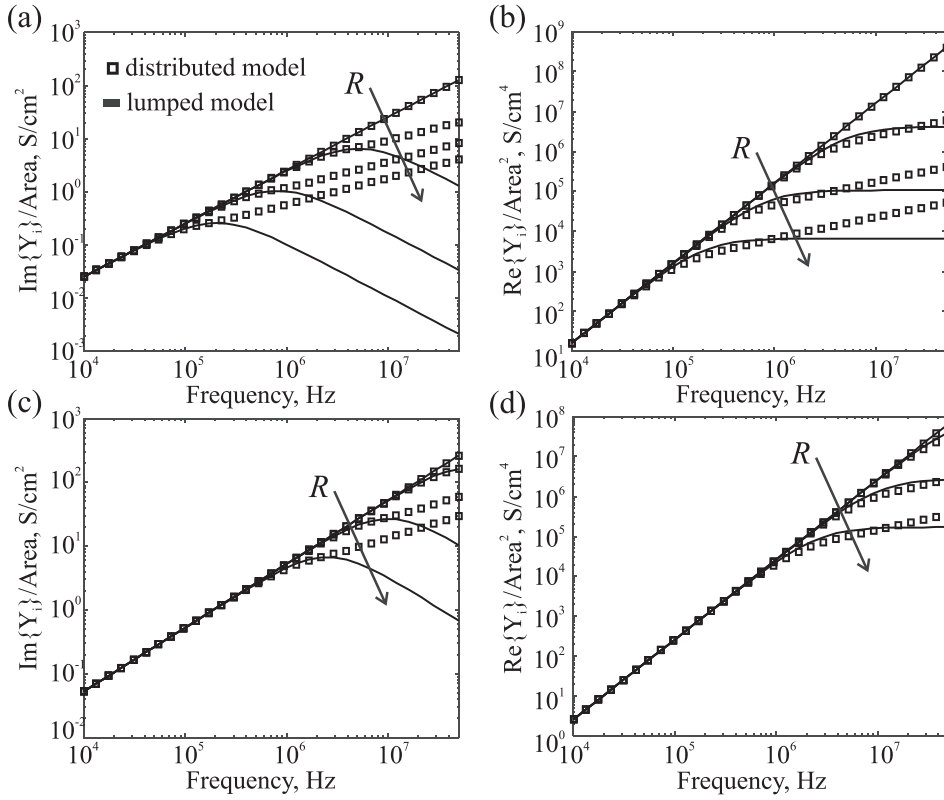 (a)
10^3
10^2
10^1
10^0
10^-1
10^-2
10^-3
Im{Y_i}/Area, S/cm^2
distributed model
lumped model
R
10^4 10^5 10^6 10^7
Frequency, Hz
(b)
10^9
10^8
10^7
10^6
10^5
10^4
10^3
10^2
10^1
Re{Y_i}/Area^2, S/cm^4
R
10^4 10^5 10^6 10^7
Frequency, Hz
(c)
10^3
10^2
10^1
10^0
10^-1
10^-2
Im{Y_i}/Area, S/cm^2
R
10^4 10^5 10^6 10^7
Frequency, Hz
(d)
10^8
10^7
10^6
10^5
10^4
10^3
10^2
10^1
10^0
Re{Y_i}/Area^2, S/cm^4
R
10^4 10^5 10^6 10^7
Frequency, Hz